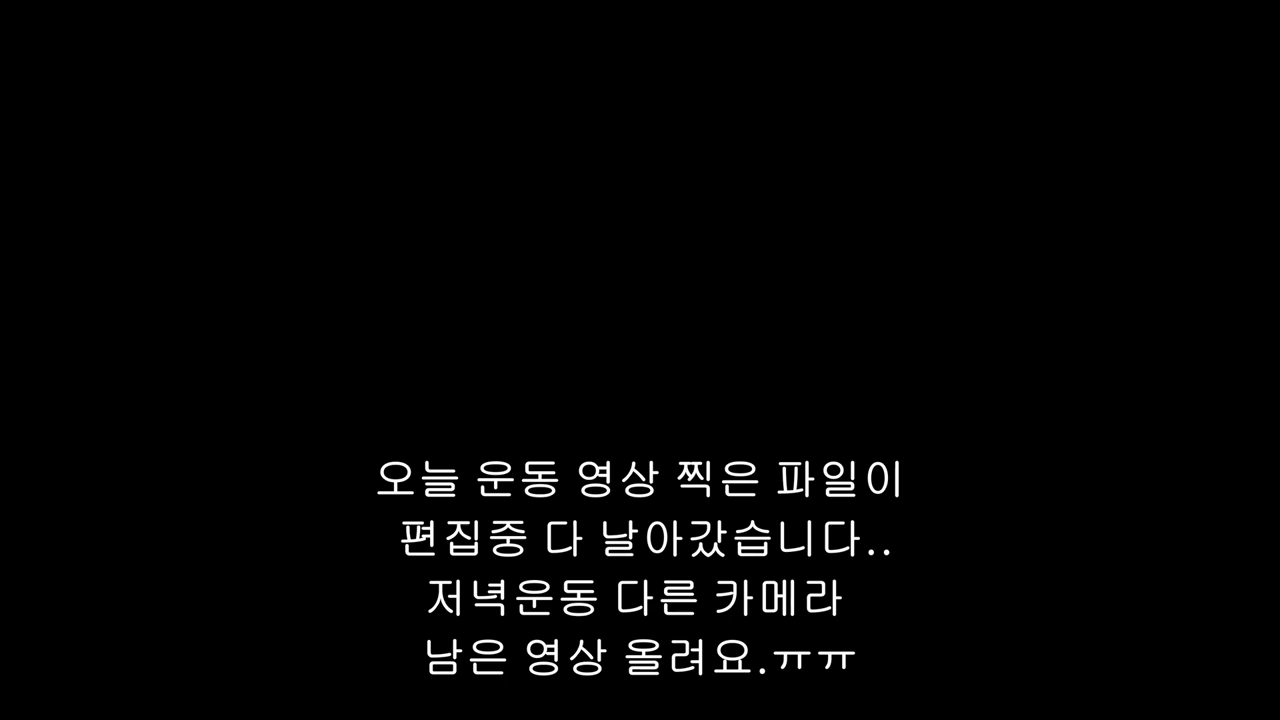 오늘 운동 영상 찍은 파일이
편집중 다 날아갔습니다..
저녁운동 다른 카메라
남은 영상 올려요.ㅠㅠ